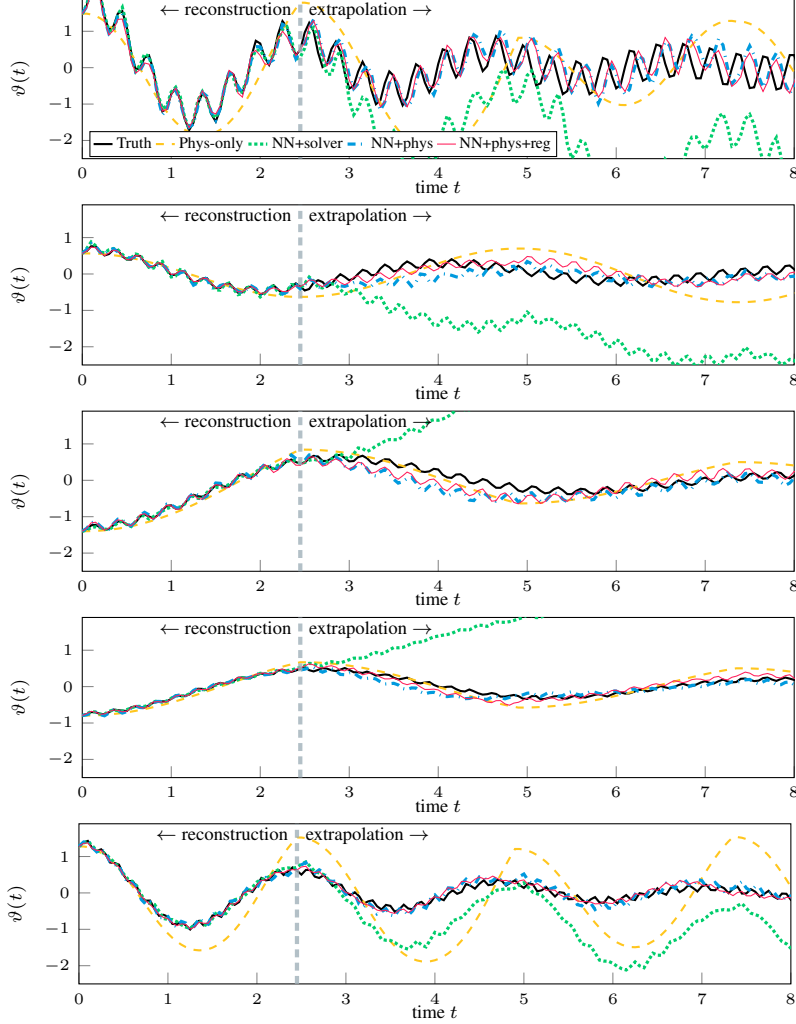 ← reconstruction extrapolation →
1
0
−1
−2
ϑ(t)
Truth Phys-only NN+solver NN+phys NN+phys+reg
0 1 2 3 4 5 6 7 8
time t
← reconstruction extrapolation →
1
0
−1
−2
ϑ(t)
0 1 2 3 4 5 6 7 8
time t
← reconstruction extrapolation →
1
0
−1
−2
ϑ(t)
0 1 2 3 4 5 6 7 8
time t
← reconstruction extrapolation →
1
0
−1
−2
ϑ(t)
0 1 2 3 4 5 6 7 8
time t
← reconstruction extrapolation →
1
0
−1
−2
ϑ(t)
0 1 2 3 4 5 6 7 8
time t